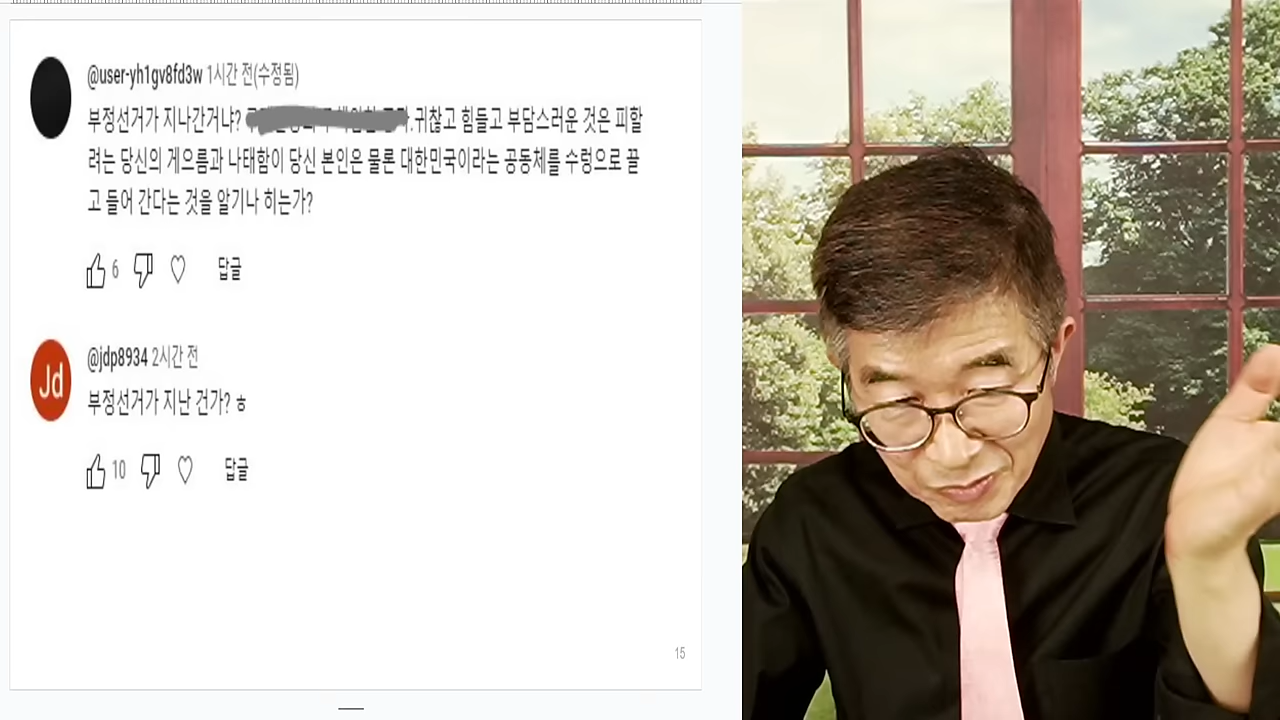 @user-yh1gv8fd3w 1시간 전(수정됨)
부정선거가 지나간거냐? .귀찮고 힘들고 부담스러운 것은 피할
려는 당신의 게으름과 나태함이 당신 본인은 물론 대한민국이라는 공동체를 수렁으로 끌
고 들어 간다는 것을 알기나 히는가?
6 답글
Jd
@jdp8934 2시간 전
부정선거가 지난 건가? ㅎ
10 답글
15